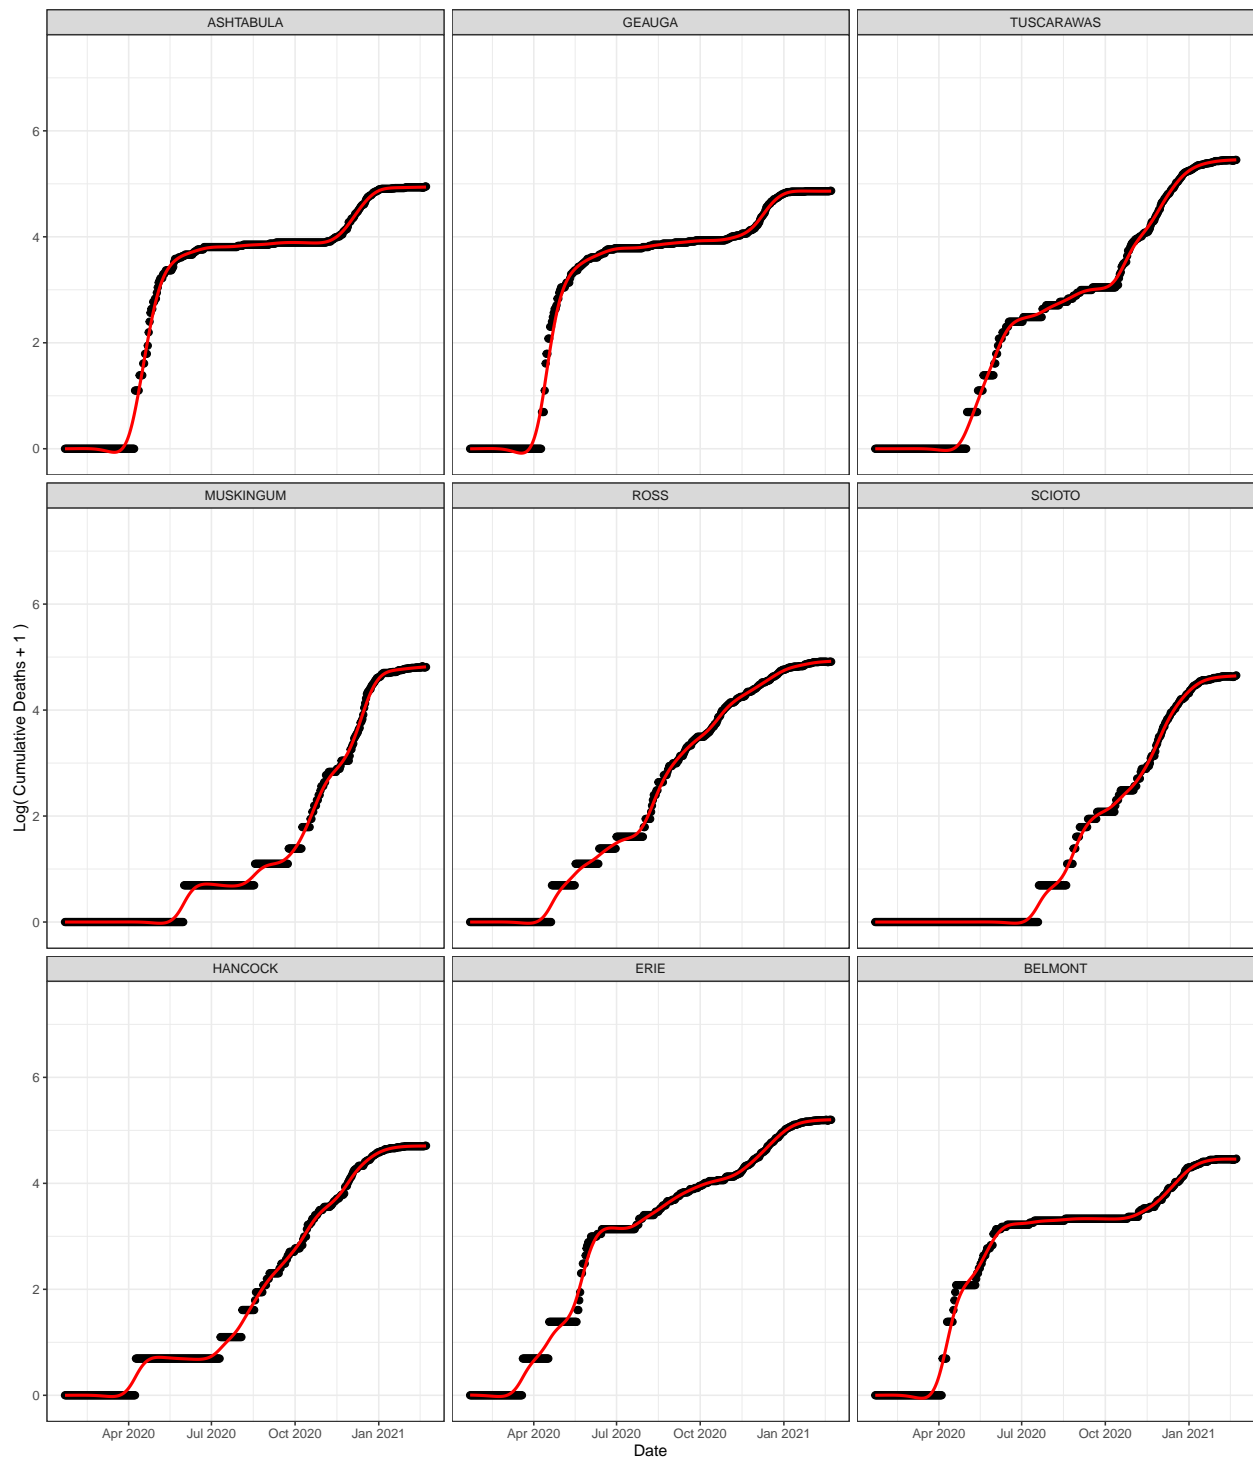 ASHTABULA GEAUGA TUSCARAWAS
6
4
2
0
MUSKINGUM ROSS SCIOTO
6
4
2
0
Log( Cumulative Deaths + 1 )
HANCOCK ERIE BELMONT
6
4
2
0
Apr 2020 Jul 2020 Oct 2020 Jan 2021 Apr 2020 Jul 2020 Oct 2020 Jan 2021 Apr 2020 Jul 2020 Oct 2020 Jan 2021
Date